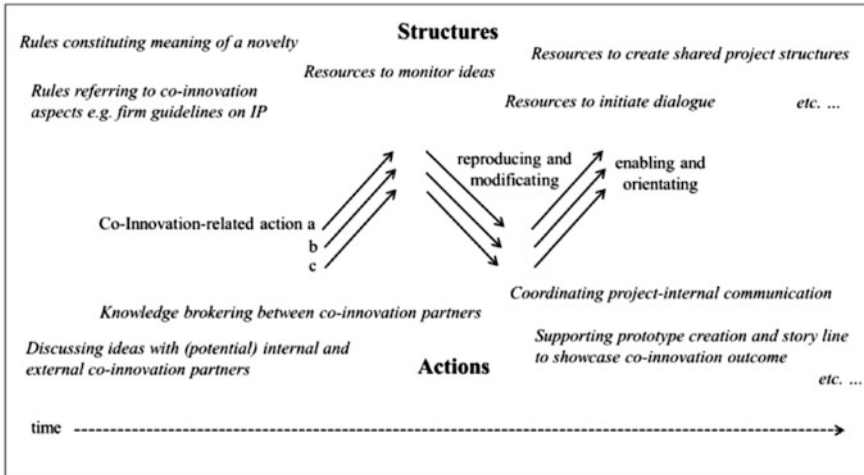 Structures
Rules constituting meaning of a novelty
Resources to create shared project structures
Resources to monitor ideas
Rules referring to co-innovation
aspects e.g. firm guidelines on IP
Resources to initiate dialogue
etc. ...
reproducing and
modificating
enabling and
orientating
Co-Innovation-related action a
b
c
Coordinating project-internal communication
Knowledge brokering between co-innovation partners
Supporting prototype creation and story line
to showcase co-innovation outcome
Discussing ideas with (potential) internal and
external co-innovation partners
Actions
etc. ...
time